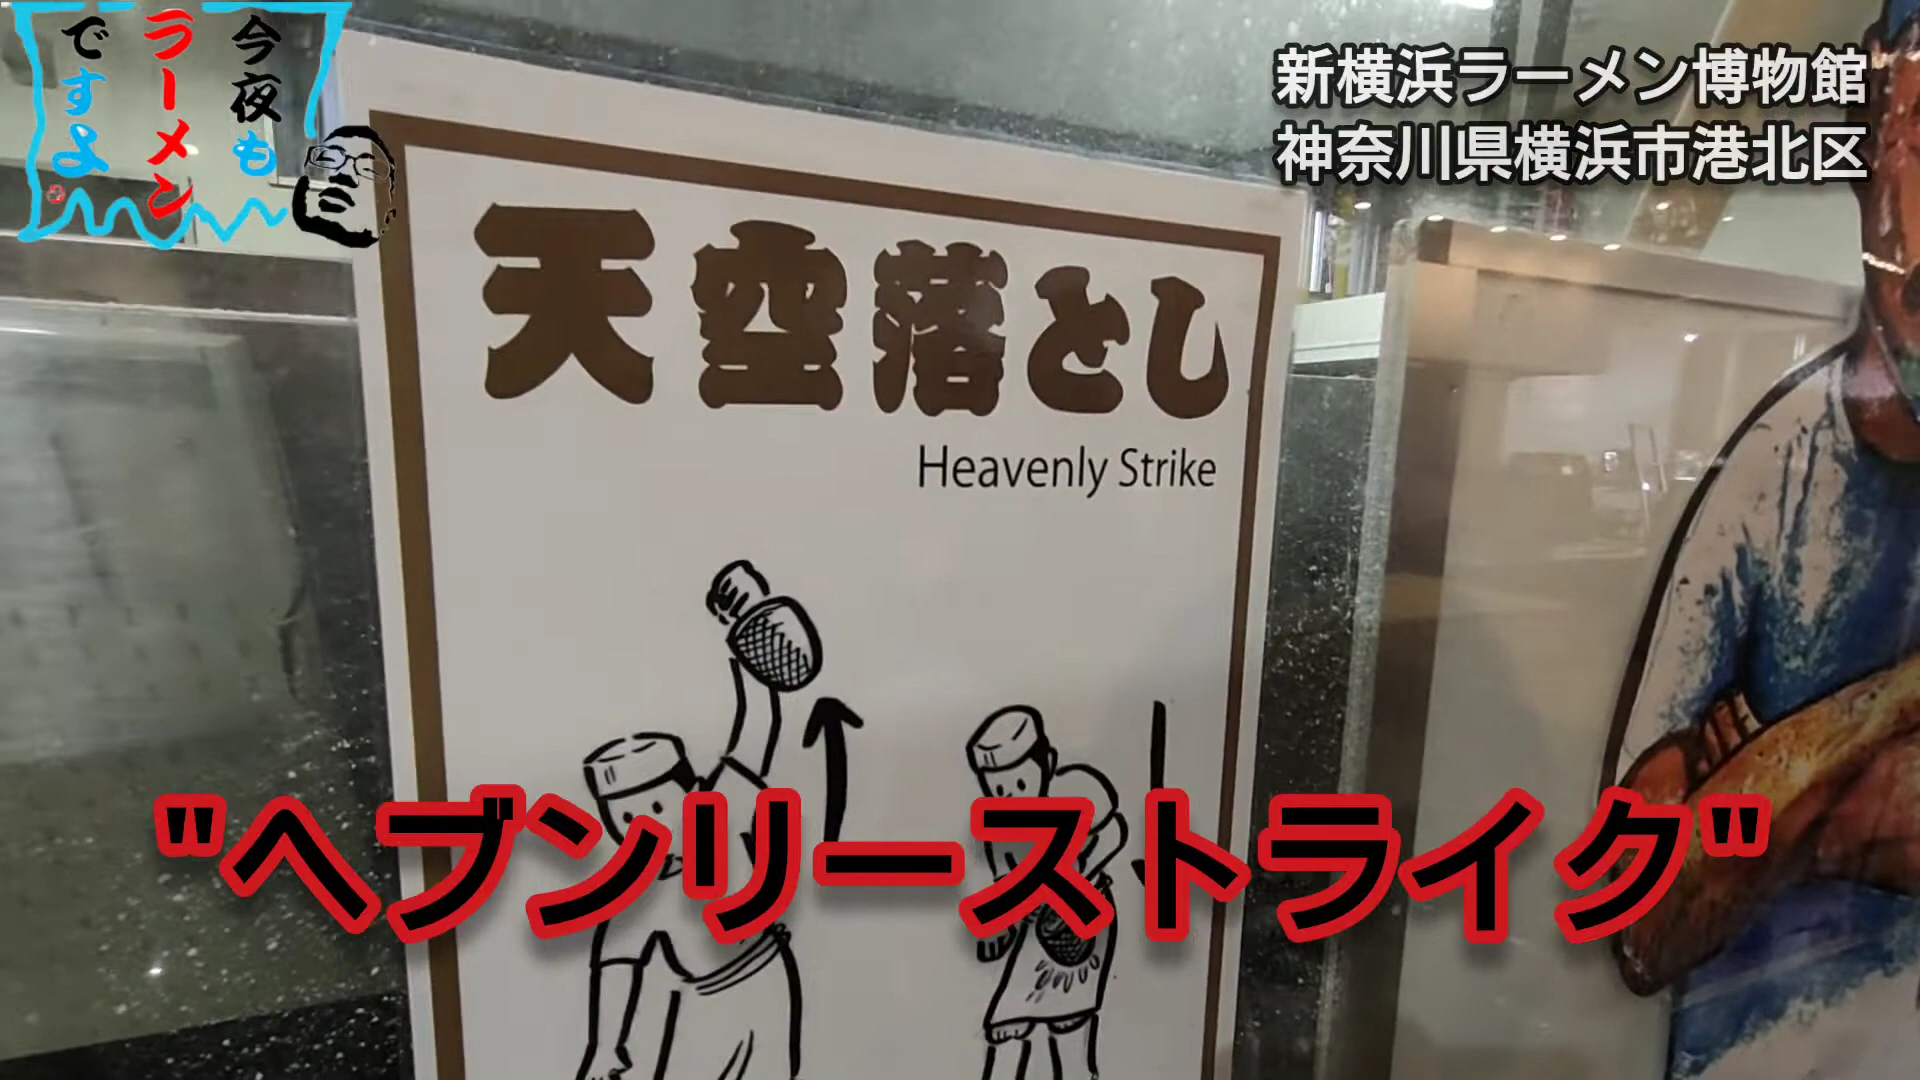 今夜も
ラーメン
ですよ
新横浜ラーメン博物館
神奈川県横浜市港北区
天空落とし
Heavenly Strike
"ヘブンリーストライク"